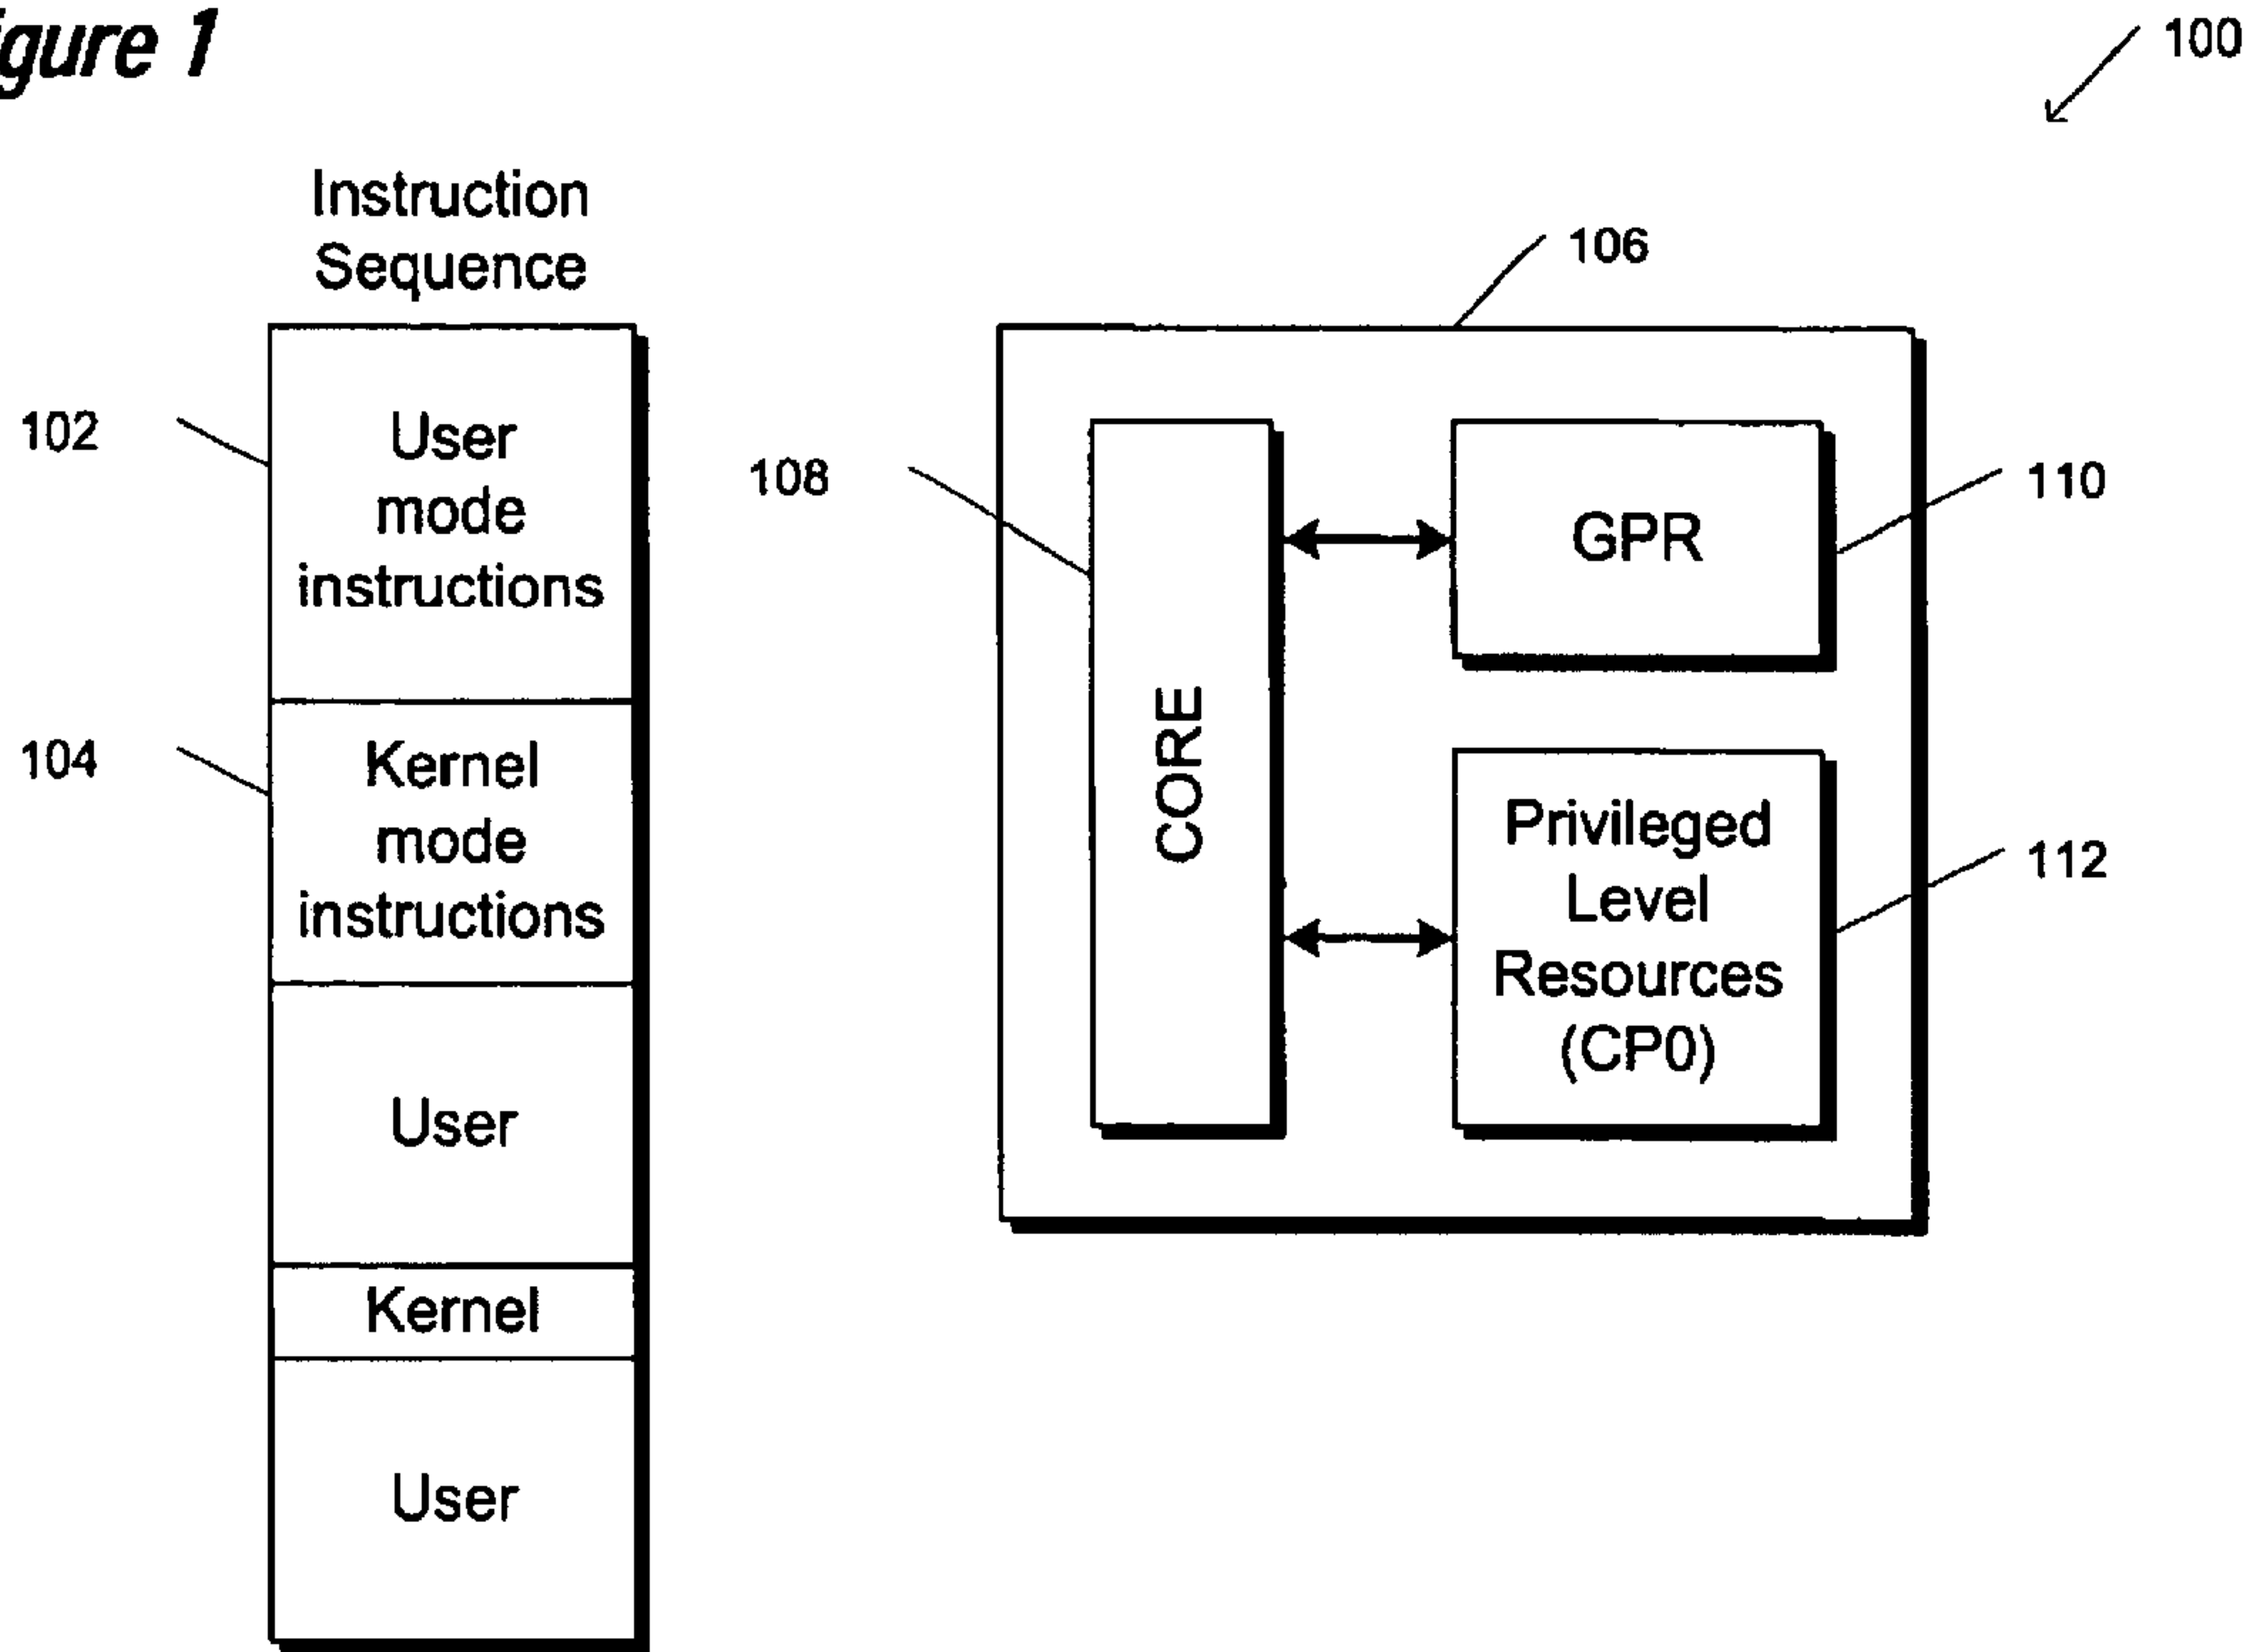 igure 1
100
Instruction
Sequence
106
102
User
mode
instructions
108
CORE
GPR
110
104
Kernel
mode
instructions
Privileged
Level
Resources
(CP0)
112
User
Kernel
User